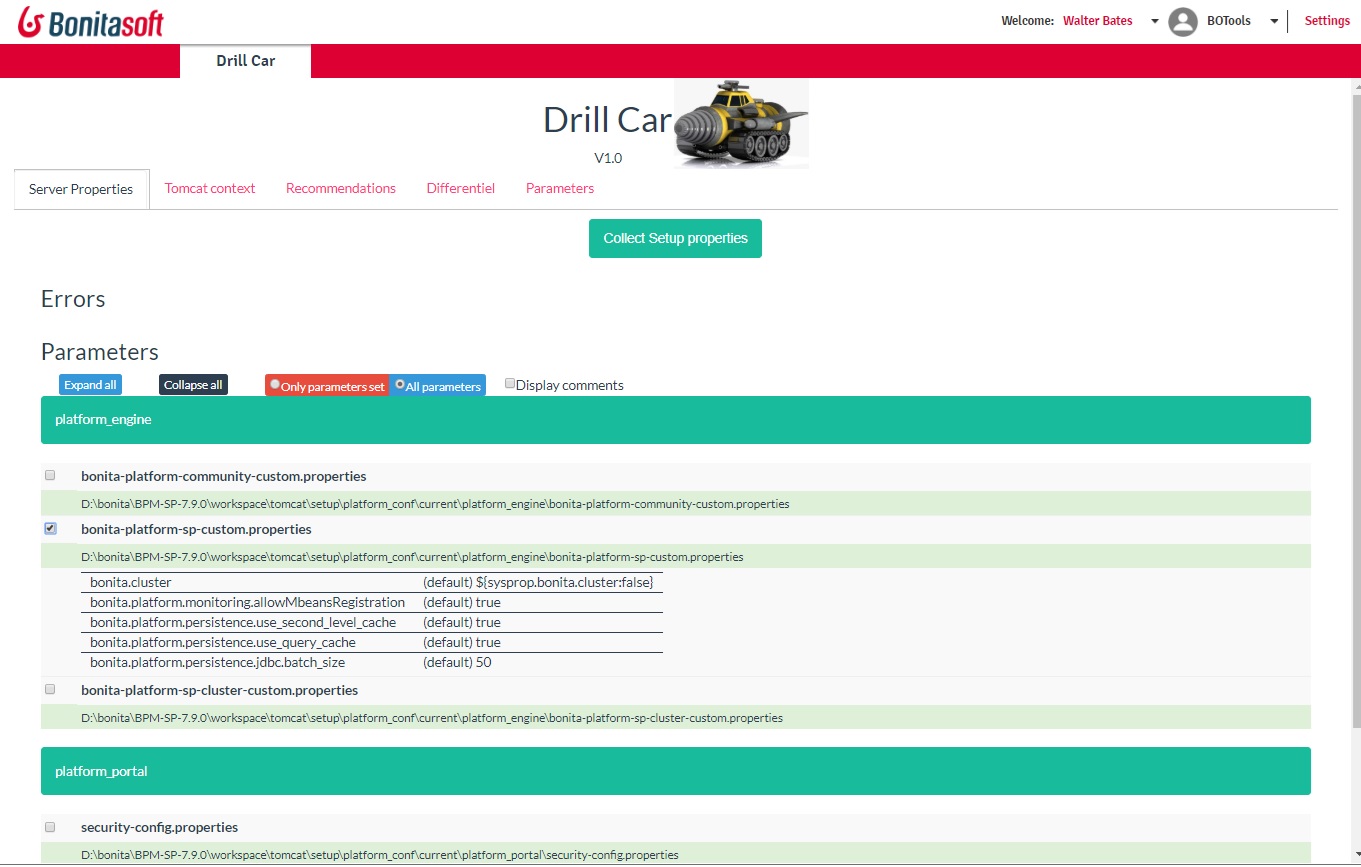 Bonitasoft
Welcome: Walter Bates BOTools Settings
Drill Car
Drill Car
V1.0
Server Properties Tomcat context Recommendations Differentiel Parameters
Collect Setup properties
Errors
Parameters
Expand all Collapse all Only parameters set All parameters Display comments
platform_engine
bonita-platform-community-custom.properties
D:\bonita\BPM-SP-7.9.0\workspace\tomcat\setup\platform_conf\current\platform_engine\bonita-platform-community-custom.properties
bonita-platform-sp-custom.properties
D:\bonita\BPM-SP-7.9.0\workspace\tomcat\setup\platform_conf\current\platform_engine\bonita-platform-sp-custom.properties
bonita.cluster (default) ${sysprop.bonita.cluster:false}
bonita.platform.monitoring.allowMbeansRegistration (default) true
bonita.platform.persistence.use_second_level_cache (default) true
bonita.platform.persistence.use_query_cache (default) true
bonita.platform.persistence.jdbc.batch_size (default) 50
bonita-platform-sp-cluster-custom.properties
D:\bonita\BPM-SP-7.9.0\workspace\tomcat\setup\platform_conf\current\platform_engine\bonita-platform-sp-cluster-custom.properties
platform_portal
security-config.properties
D:\bonita\BPM-SP-7.9.0\workspace\tomcat\setup\platform_conf\current\platform_portal\security-config.properties